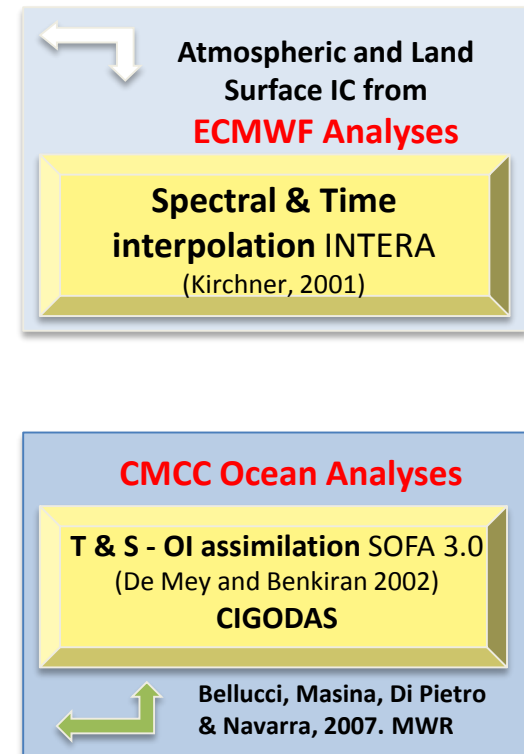 Atmospheric and Land
Surface IC from
ECMWF Analyses
Spectral & Time
interpolation INTERA
(Kirchner, 2001)
CMCC Ocean Analyses
T & S - OI assimilation SOFA 3.0
(De Mey and Benkiran 2002)
CIGODAS
Bellucci, Masina, Di Pietro
& Navarra, 2007. MWR